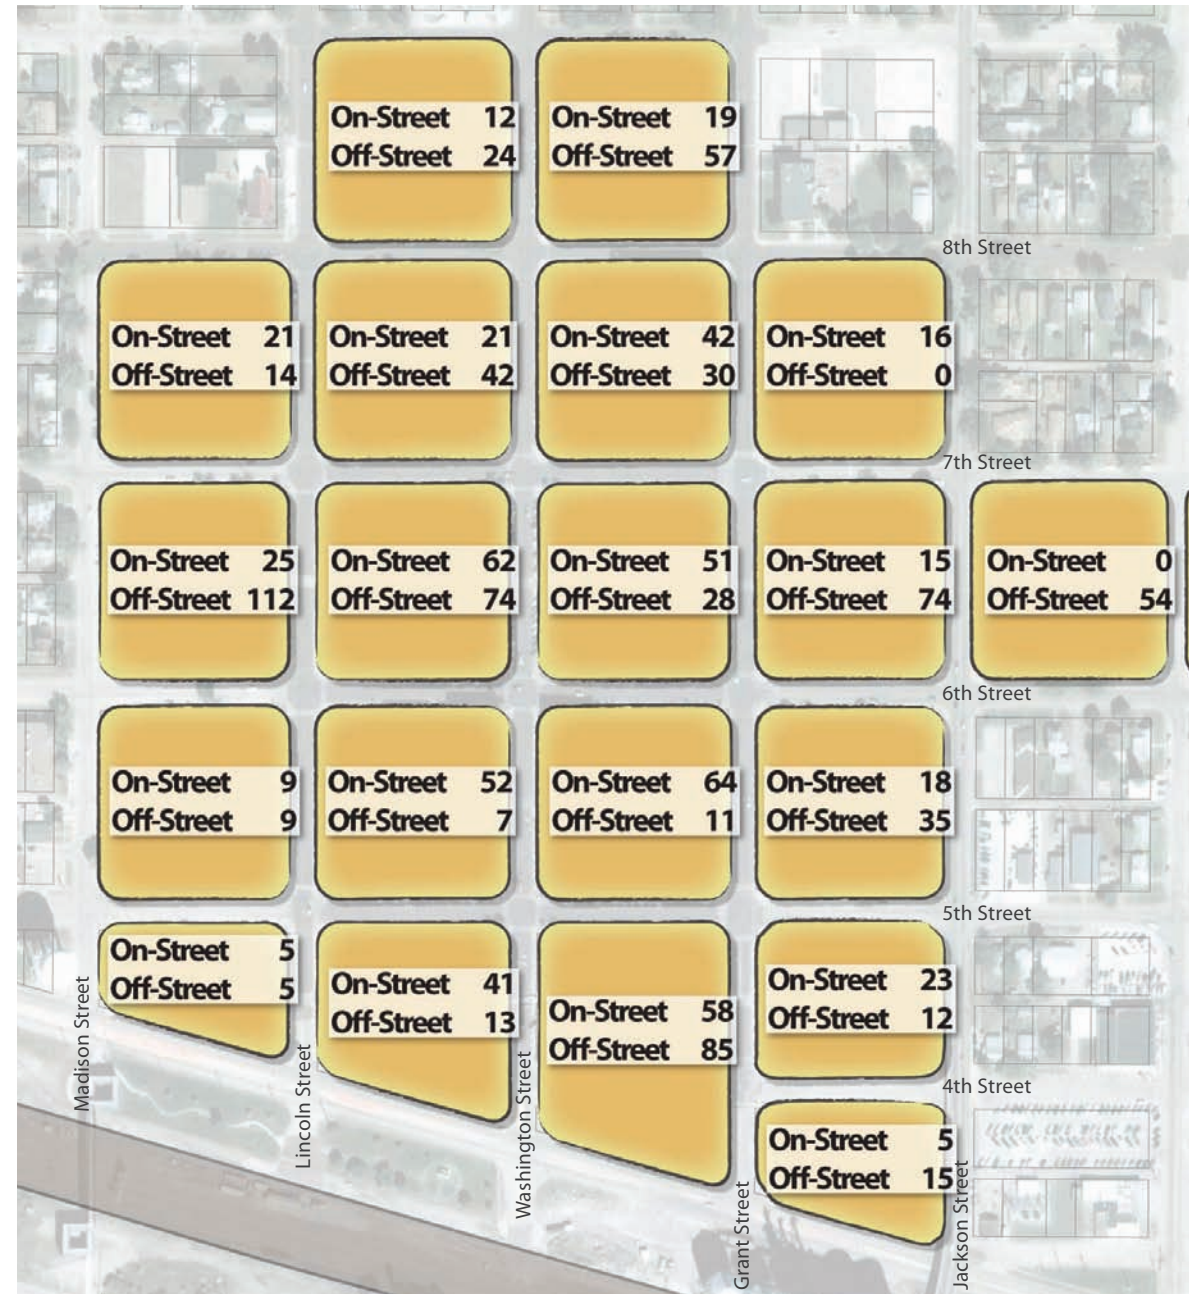 On-Street 12
Off-Street 24
On-Street 19
Off-Street 57
8th Street
On-Street 21
Off-Street 14
On-Street 21
Off-Street 42
On-Street 42
Off-Street 30
On-Street 16
Off-Street 0
7th Street
On-Street 25
Off-Street 112
On-Street 62
Off-Street 74
On-Street 51
Off-Street 28
On-Street 15
Off-Street 74
On-Street 0
Off-Street 54
6th Street
On-Street 9
Off-Street 9
On-Street 52
Off-Street 7
On-Street 64
Off-Street 11
On-Street 18
Off-Street 35
5th Street
On-Street 5
Off-Street 5
On-Street 41
Off-Street 13
On-Street 58
Off-Street 85
On-Street 23
Off-Street 12
4th Street
On-Street 5
Off-Street 15
Madison Street
Lincoln Street
Washington Street
Grant Street
Jackson Street